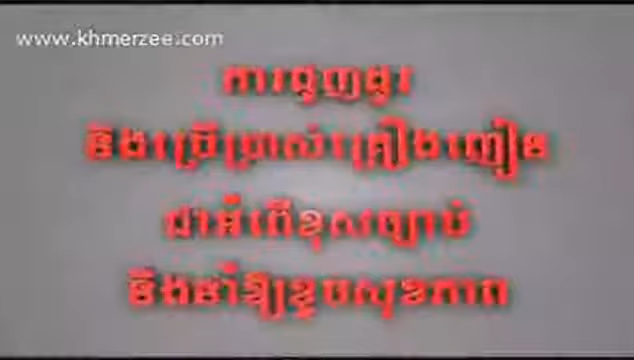 www.khmerzee.com
ការជួញដូរ
និងប្រើប្រាស់គ្រឿងញៀន
ជាអំពើខុសច្បាប់
និងនាំឱ្យខូចសុខភាព